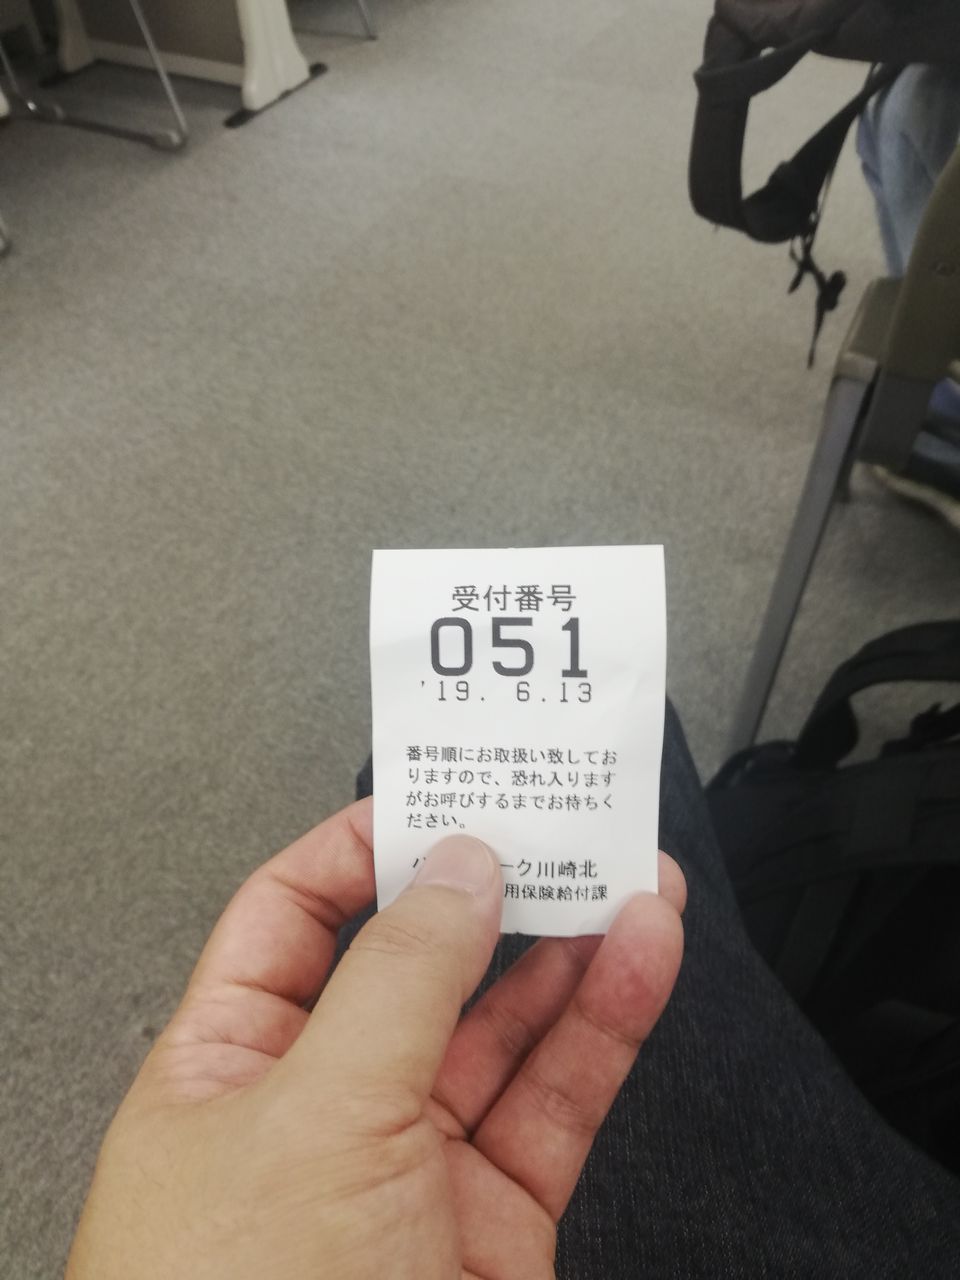 受付番号
051
'19. 6.13
番号順にお取扱い致してお
りますので、恐れ入ります
がお呼びするまでお待ちく
ださい。
ーク川崎北
用保険給付課